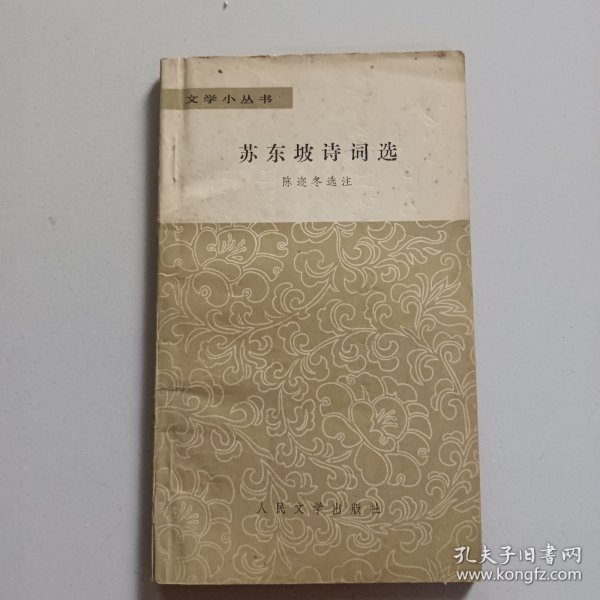 文学小丛书
苏东坡诗词选
陈迩冬选注
人民文学出版社
孔夫子旧书网
www.kongfz.com